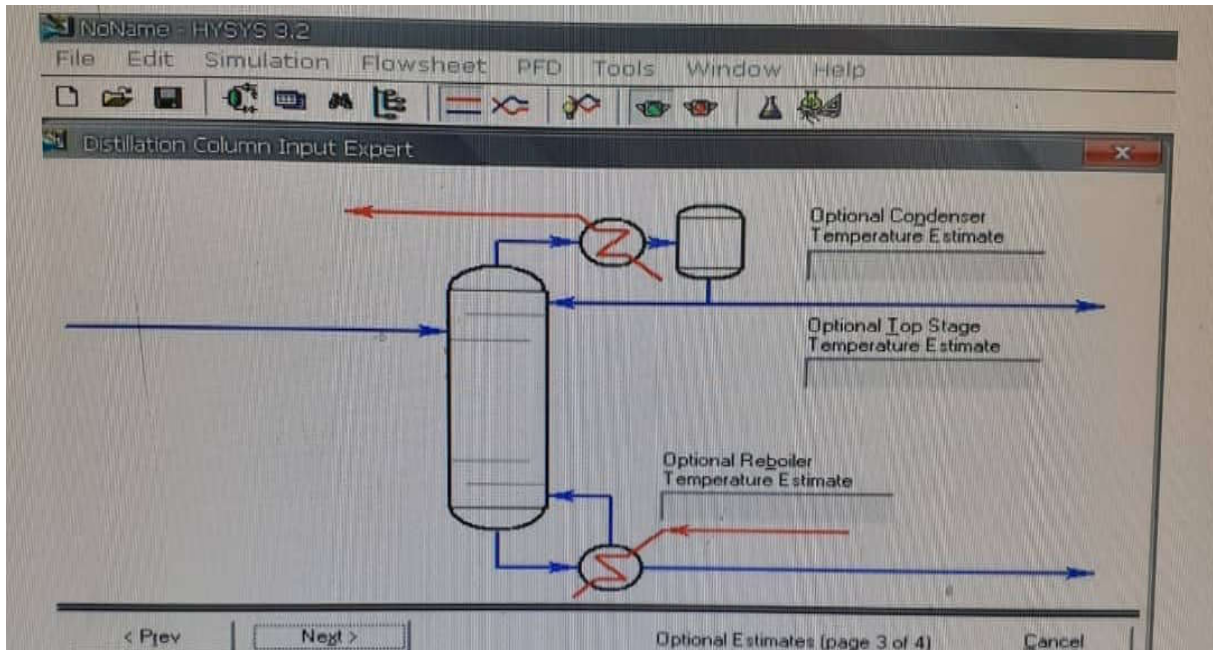 NoName - HYSYS 3.2
File Edit Simulation Flowsheet PFD Tools Window Help
Distillation Column Input Expert
Optional Condenser
Temperature Estimate
Optional Top Stage
Temperature Estimate
Optional Reboiler
Temperature Estimate
< Prev
Next >
Optional Estimates (page 3 of 4)
Cancel